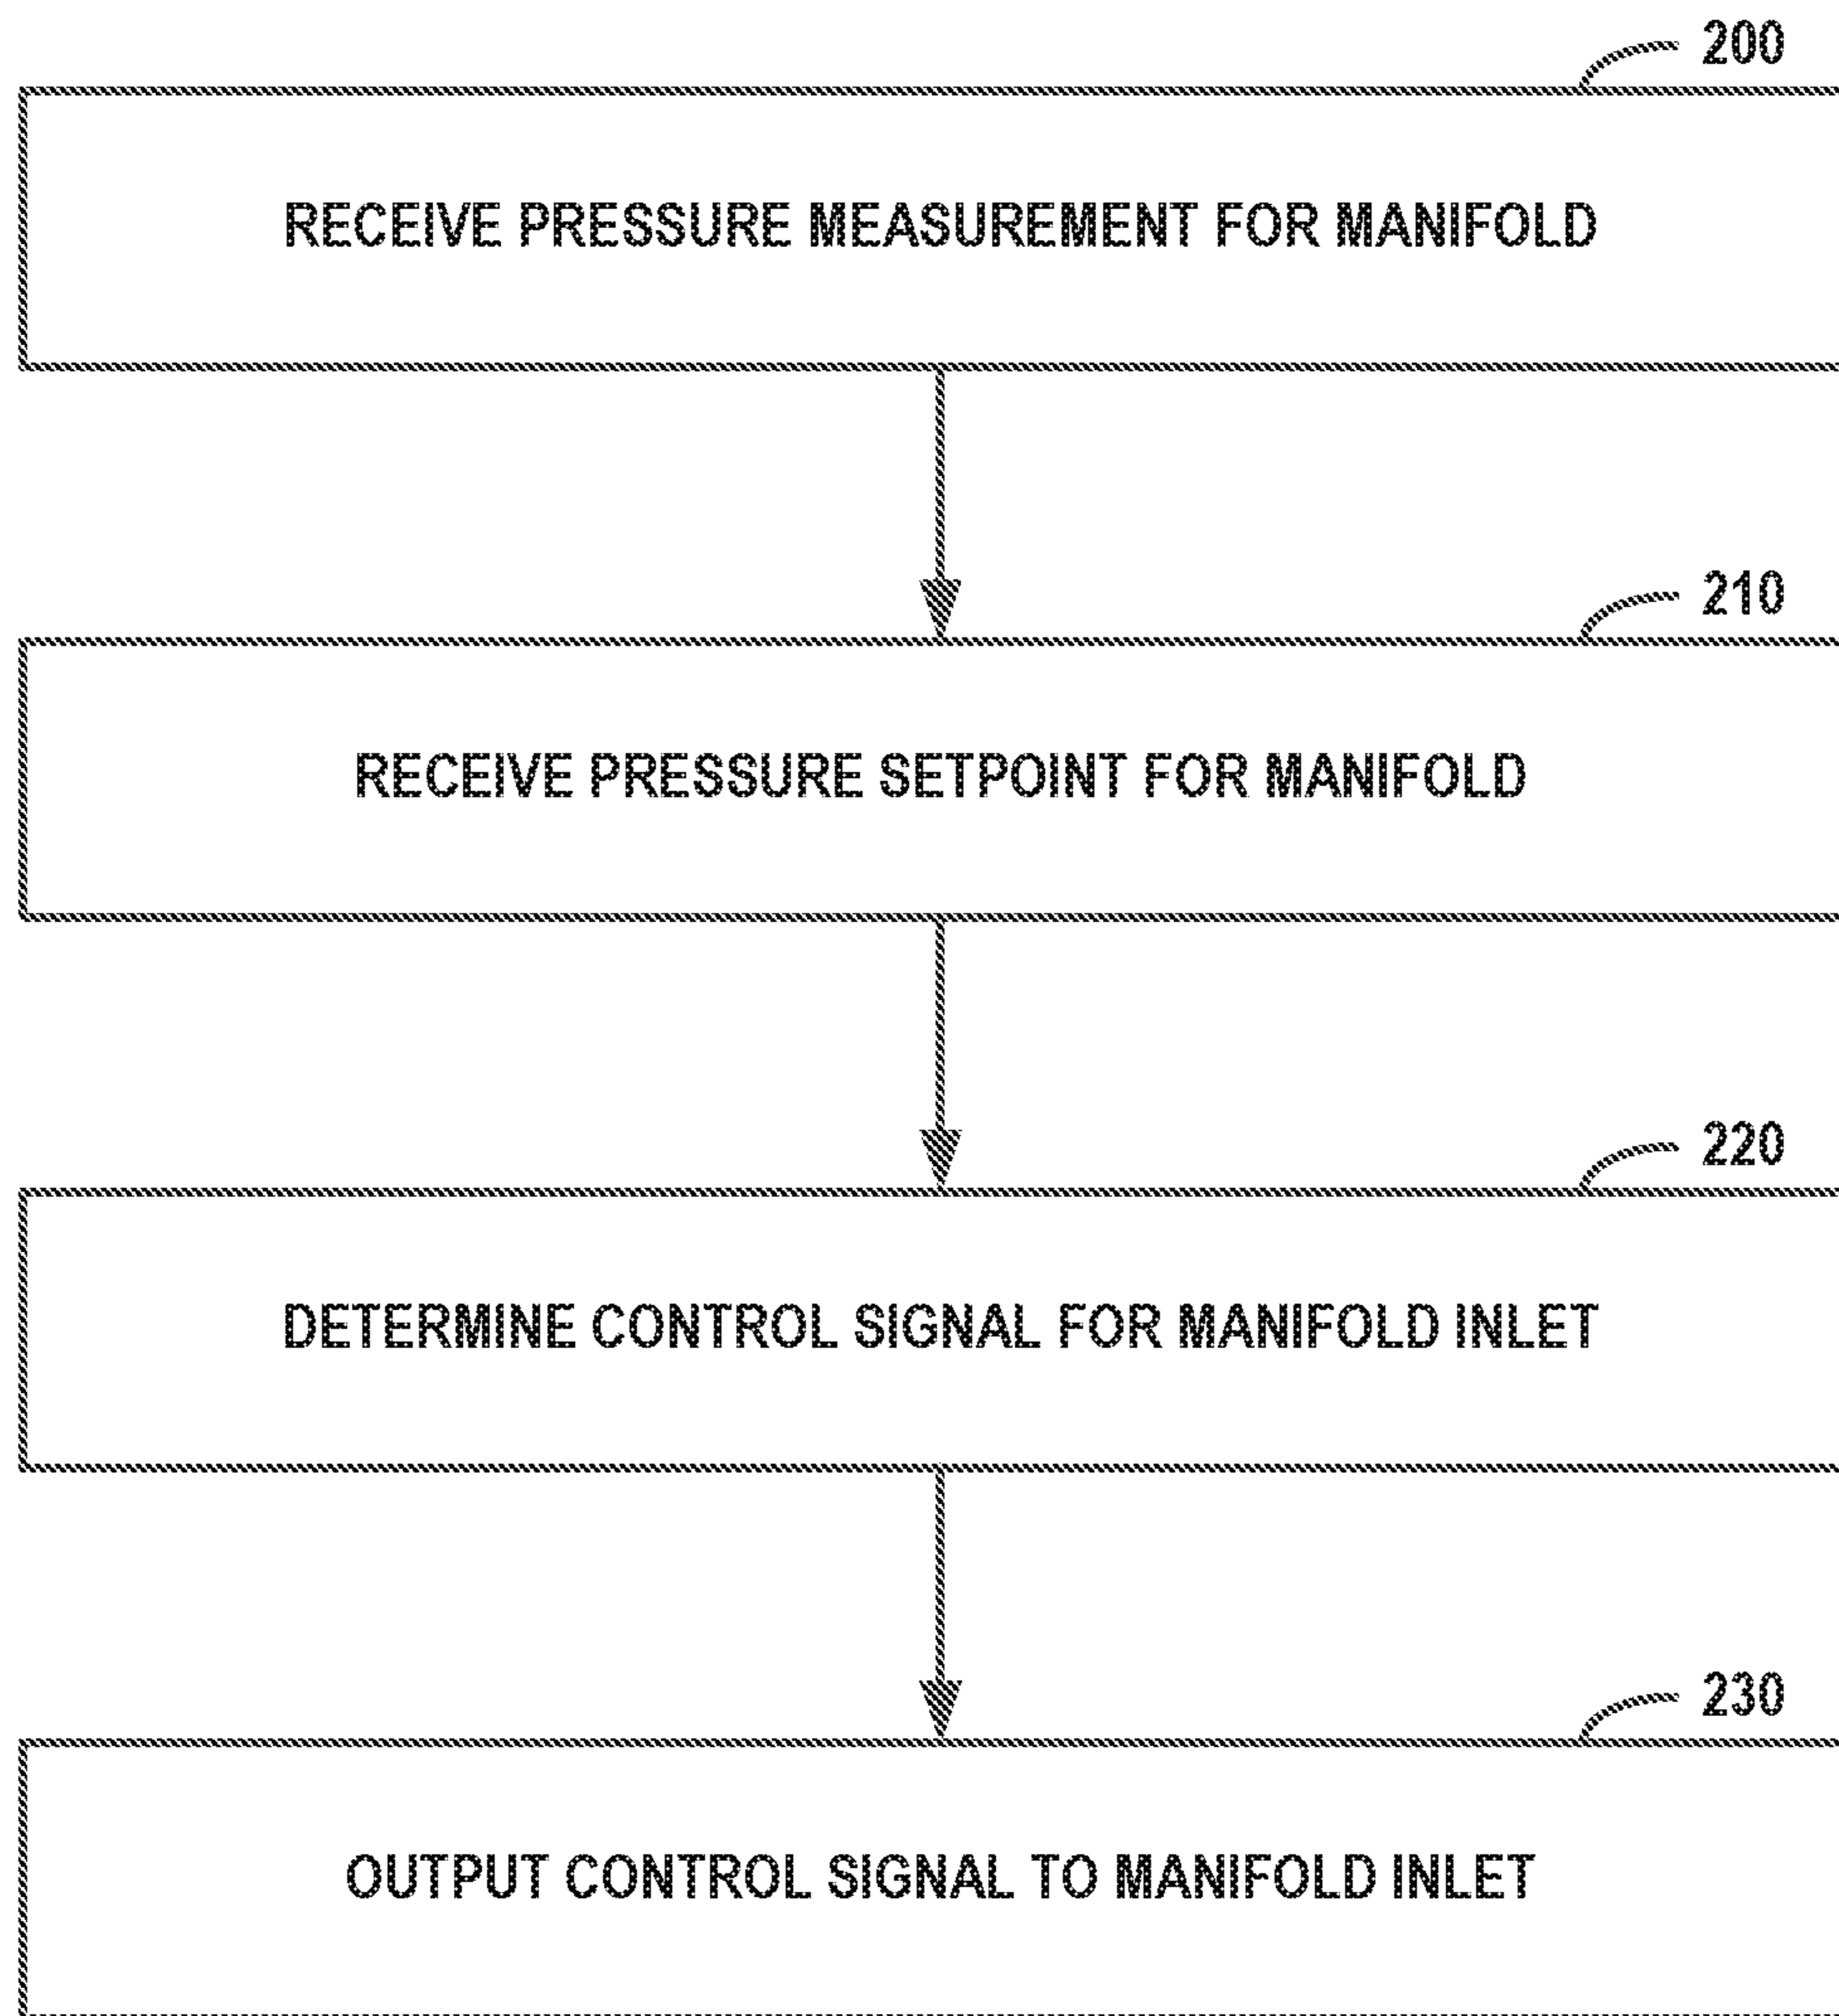 200
RECEIVE PRESSURE MEASUREMENT FOR MANIFOLD
210
RECEIVE PRESSURE SETPOINT FOR MANIFOLD
220
DETERMINE CONTROL SIGNAL FOR MANIFOLD INLET
230
OUTPUT CONTROL SIGNAL TO MANIFOLD INLET